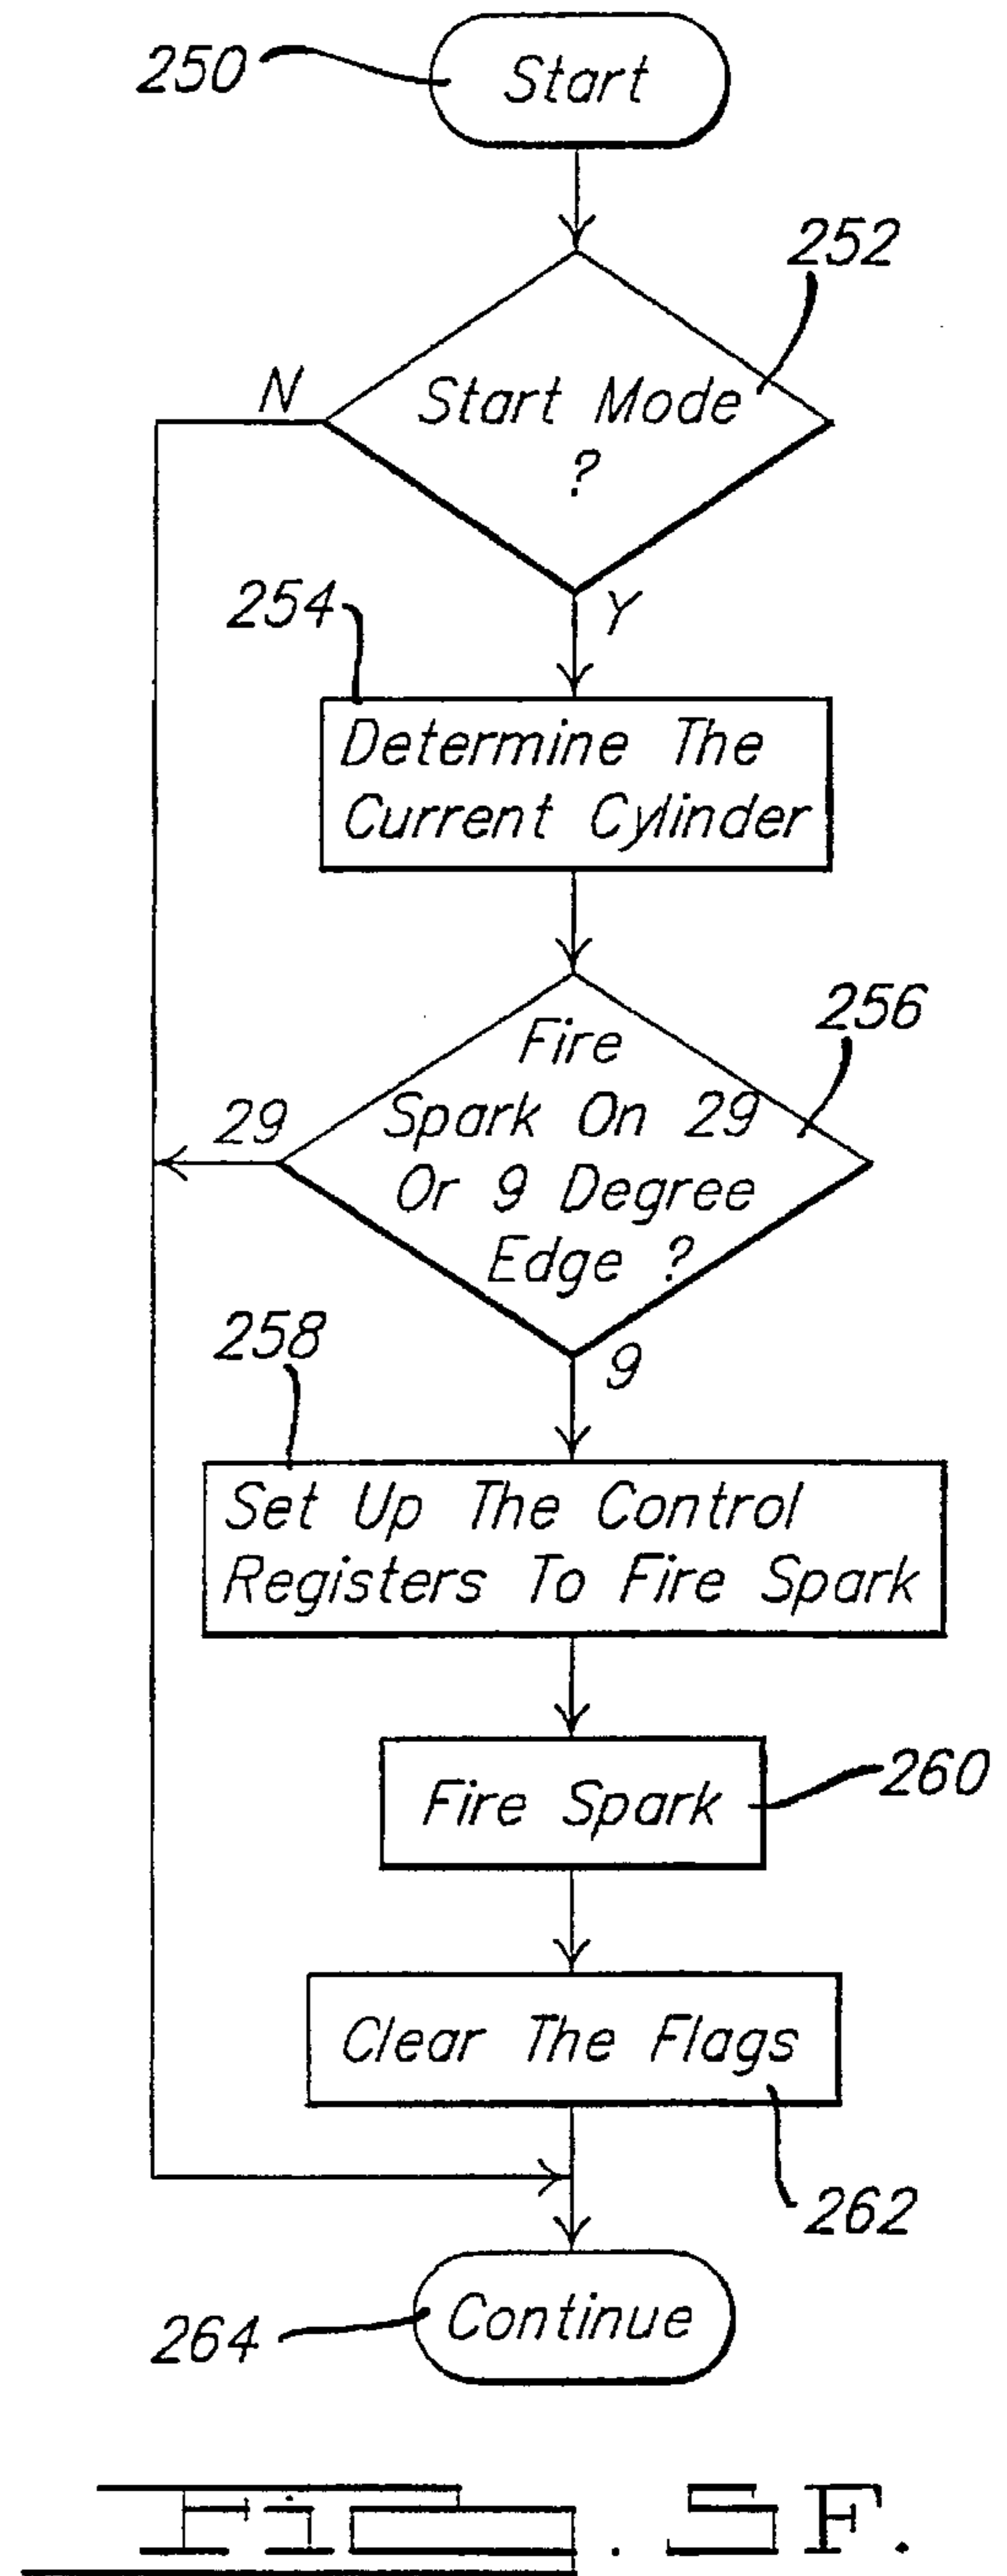 250
Start
252
N
Start Mode
?
254
Y
Determine The
Current Cylinder
256
Fire
29
Spark On 29
Or 9 Degree
Edge ?
258
9
Set Up The Control
Registers To Fire Spark
Fire Spark
260
Clear The Flags
262
Continue
264
FIG. 5F.